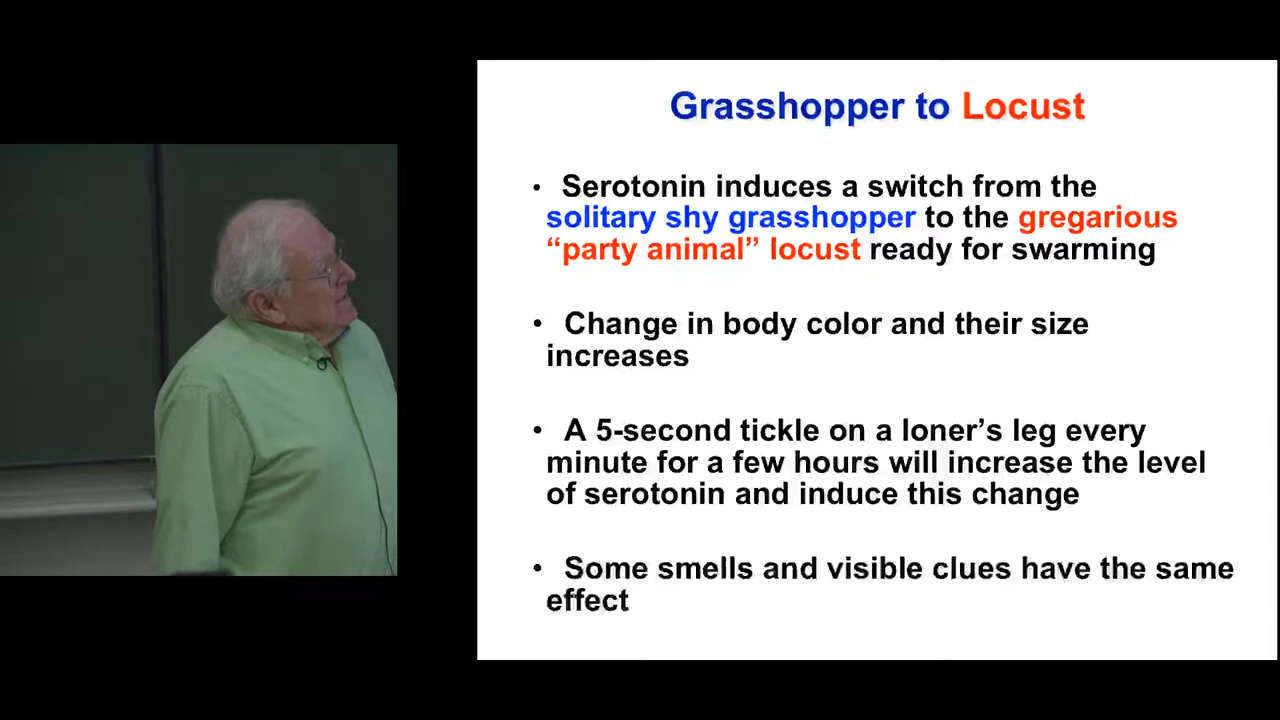 Grasshopper to Locust
• Serotonin induces a switch from the
solitary shy grasshopper to the gregarious
“party animal” locust ready for swarming
• Change in body color and their size
increases
• A 5-second tickle on a loner’s leg every
minute for a few hours will increase the level
of serotonin and induce this change
• Some smells and visible clues have the same
effect